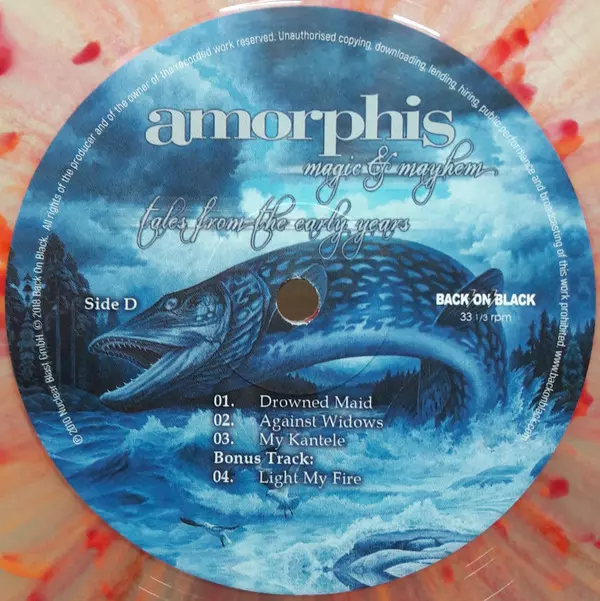 ℗ 2010 Nuclear Blast GmbH. © 2018 Back On Black. All rights of the producer and of the owner of the recorded work reserved. Unauthorised copying, downloading, lending, hiring, public performance and broadcasting of this work prohibited. www.backonblack.com
amorphis
magic & mayhem
tales from the early years
Side D
BACK ON BLACK
33 1/3 rpm
01. Drowned Maid
02. Against Widows
03. My Kantele
Bonus Track:
04. Light My Fire